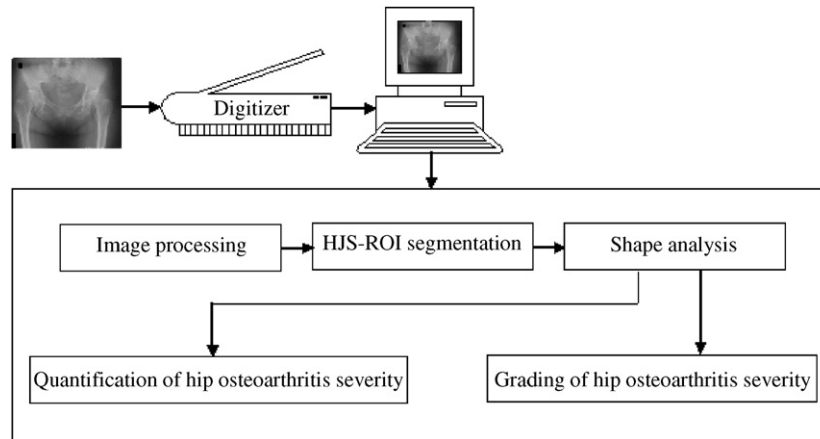 Digitizer
Image processing
HJS-ROI segmentation
Shape analysis
Quantification of hip osteoarthritis severity
Grading of hip osteoarthritis severity